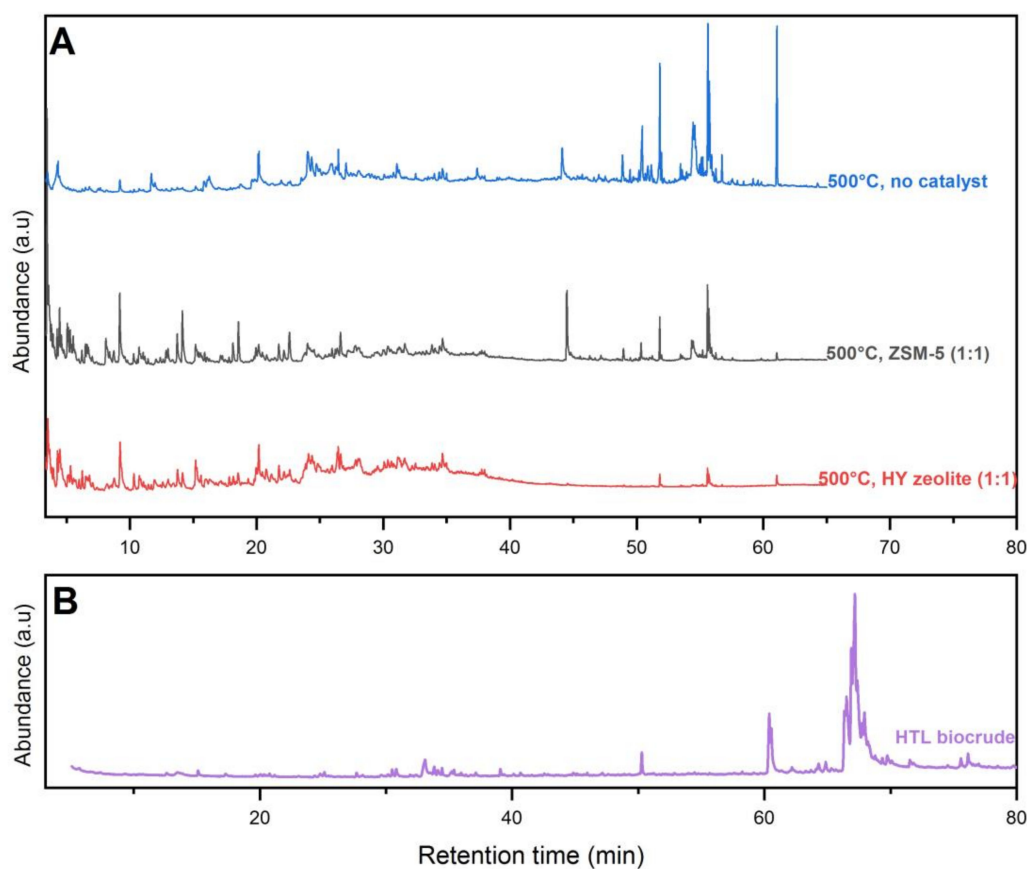 A
Abundance (a.u)
500°C, no catalyst
500°C, ZSM-5 (1:1)
500°C, HY zeolite (1:1)
10 20 30 40 50 60 70 80
B
Abundance (a.u)
HTL biocrude
20 40 60 80
Retention time (min)